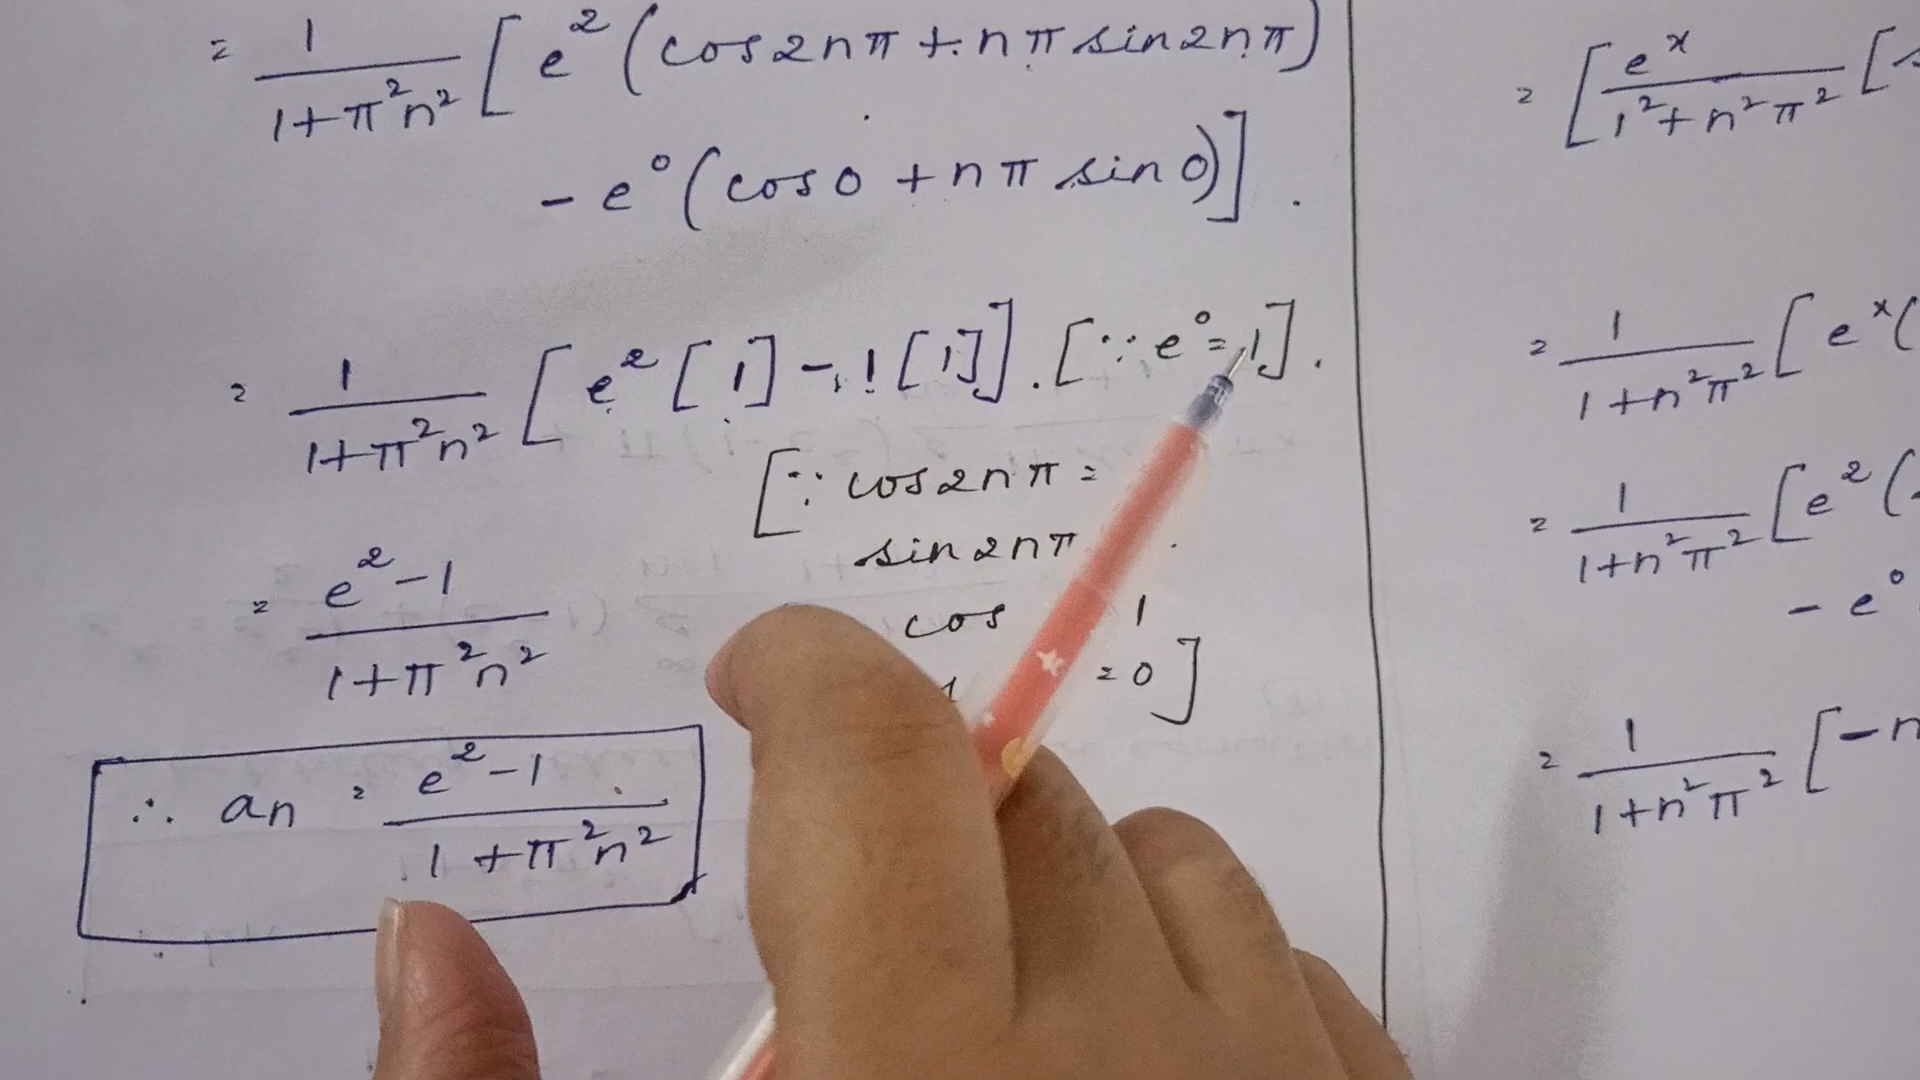 = 1/(1+π²n²) [e² (cos2nπ + nπ sin2nπ)
- e⁰ (cos0 + nπ sin0)].
= 1/(1+π²n²) [e² [1] - 1 [1]]. [∵ e⁰ = 1].
[∵ cos2nπ =
sin2nπ
cos 1
= 0]
= (e² - 1)/(1+π²n²)
∴ an = (e² - 1)/(1+π²n²)
= [e^x/(1²+n²π²) [
= 1/(1+n²π²) [e^x (
= 1/(1+n²π²) [e² (
- e⁰
= 1/(1+n²π²) [-n